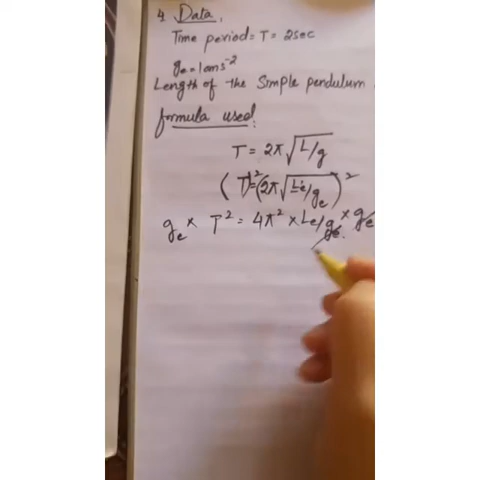 4 Data.
Time period = T = 2sec
ge = 10ms⁻²
Length of the Simple pendulum
formula used:
T = 2π √L/g
(T)² = (2π √Le/ge)²
ge × T² = 4π² × Le/ge × ge